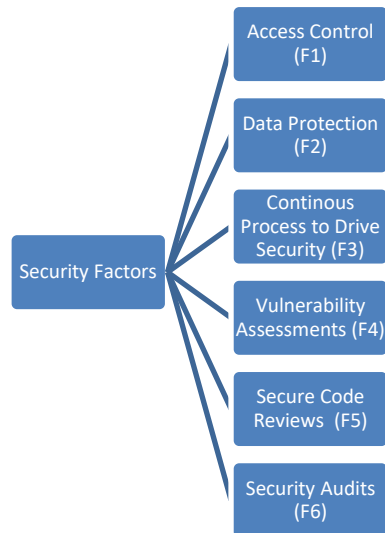 Access Control
(F1)
Data Protection
(F2)
Continous
Process to Drive
Security (F3)
Security Factors
Vulnerability
Assessments (F4)
Secure Code
Reviews (F5)
Security Audits
(F6)